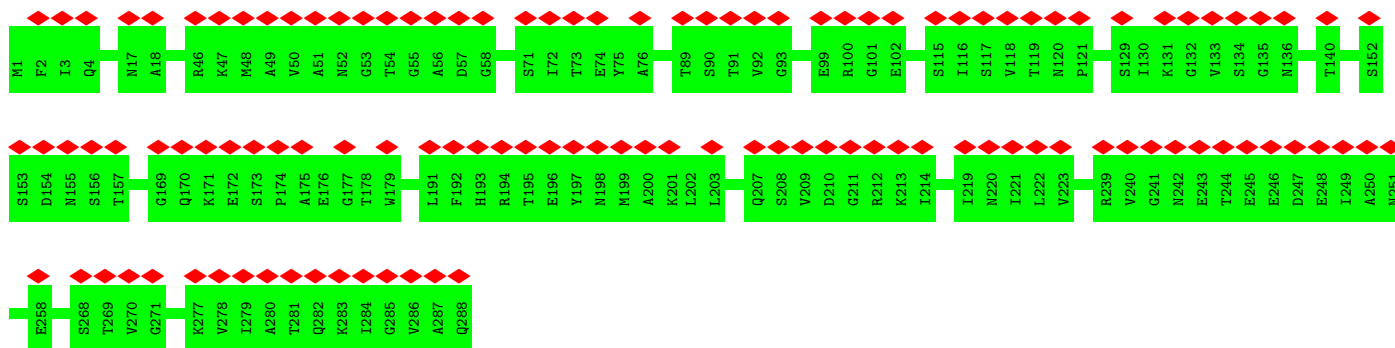 M1 F2 I3 Q4 N17 A18 R46 K47 M48 A49 V50 A51 N52 G53 T54 G55 A56 D57 G58 S71 I72 T73 E74 Y75 A76 T89 S90 T91 V92 G93 E99 R100 G101 E102 S115 I116 S117 V118 T119 N120 P121 S129 I130 K131 G132 V133 S134 G135 N136 T140 S152
S153 D154 N155 S156 T157 G169 Q170 K171 E172 S173 P174 A175 E176 G177 T178 W179 L191 F192 H193 R194 T195 E196 Y197 N198 M199 A200 K201 L202 L203 Q207 S208 V209 D210 G211 R212 K213 I214 I219 N220 I221 L222 V223 R239 V240 G241 N242 E243 T244 E245 E246 D247 E248 I249 A250 N251
E258 S268 T269 V270 G271 K277 V278 I279 A280 T281 Q282 K283 I284 G285 V286 A287 Q288